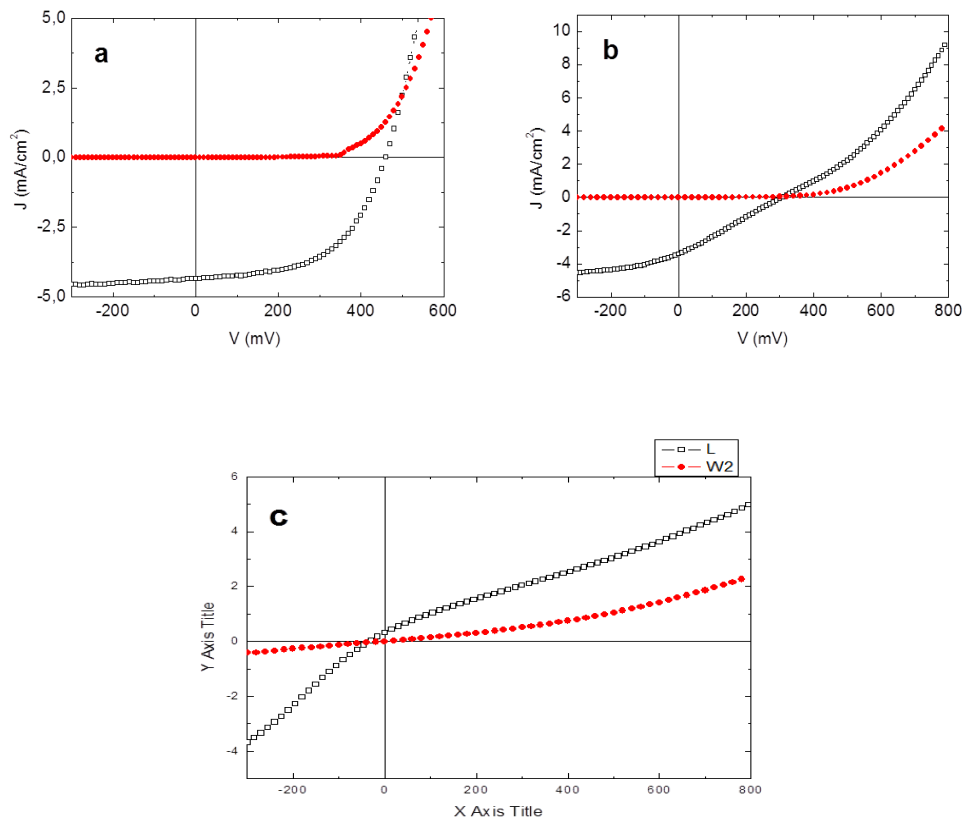 a
5,0
2,5
0,0
-2,5
-5,0
J (mA/cm²)
-200 0 200 400 600
V (mV)
b
10
8
6
4
2
0
-2
-4
-6
J (mA/cm²)
-200 0 200 400 600 800
V (mV)
L
W2
c
6
4
2
0
-2
-4
Y Axis Title
-200 0 200 400 600 800
X Axis Title